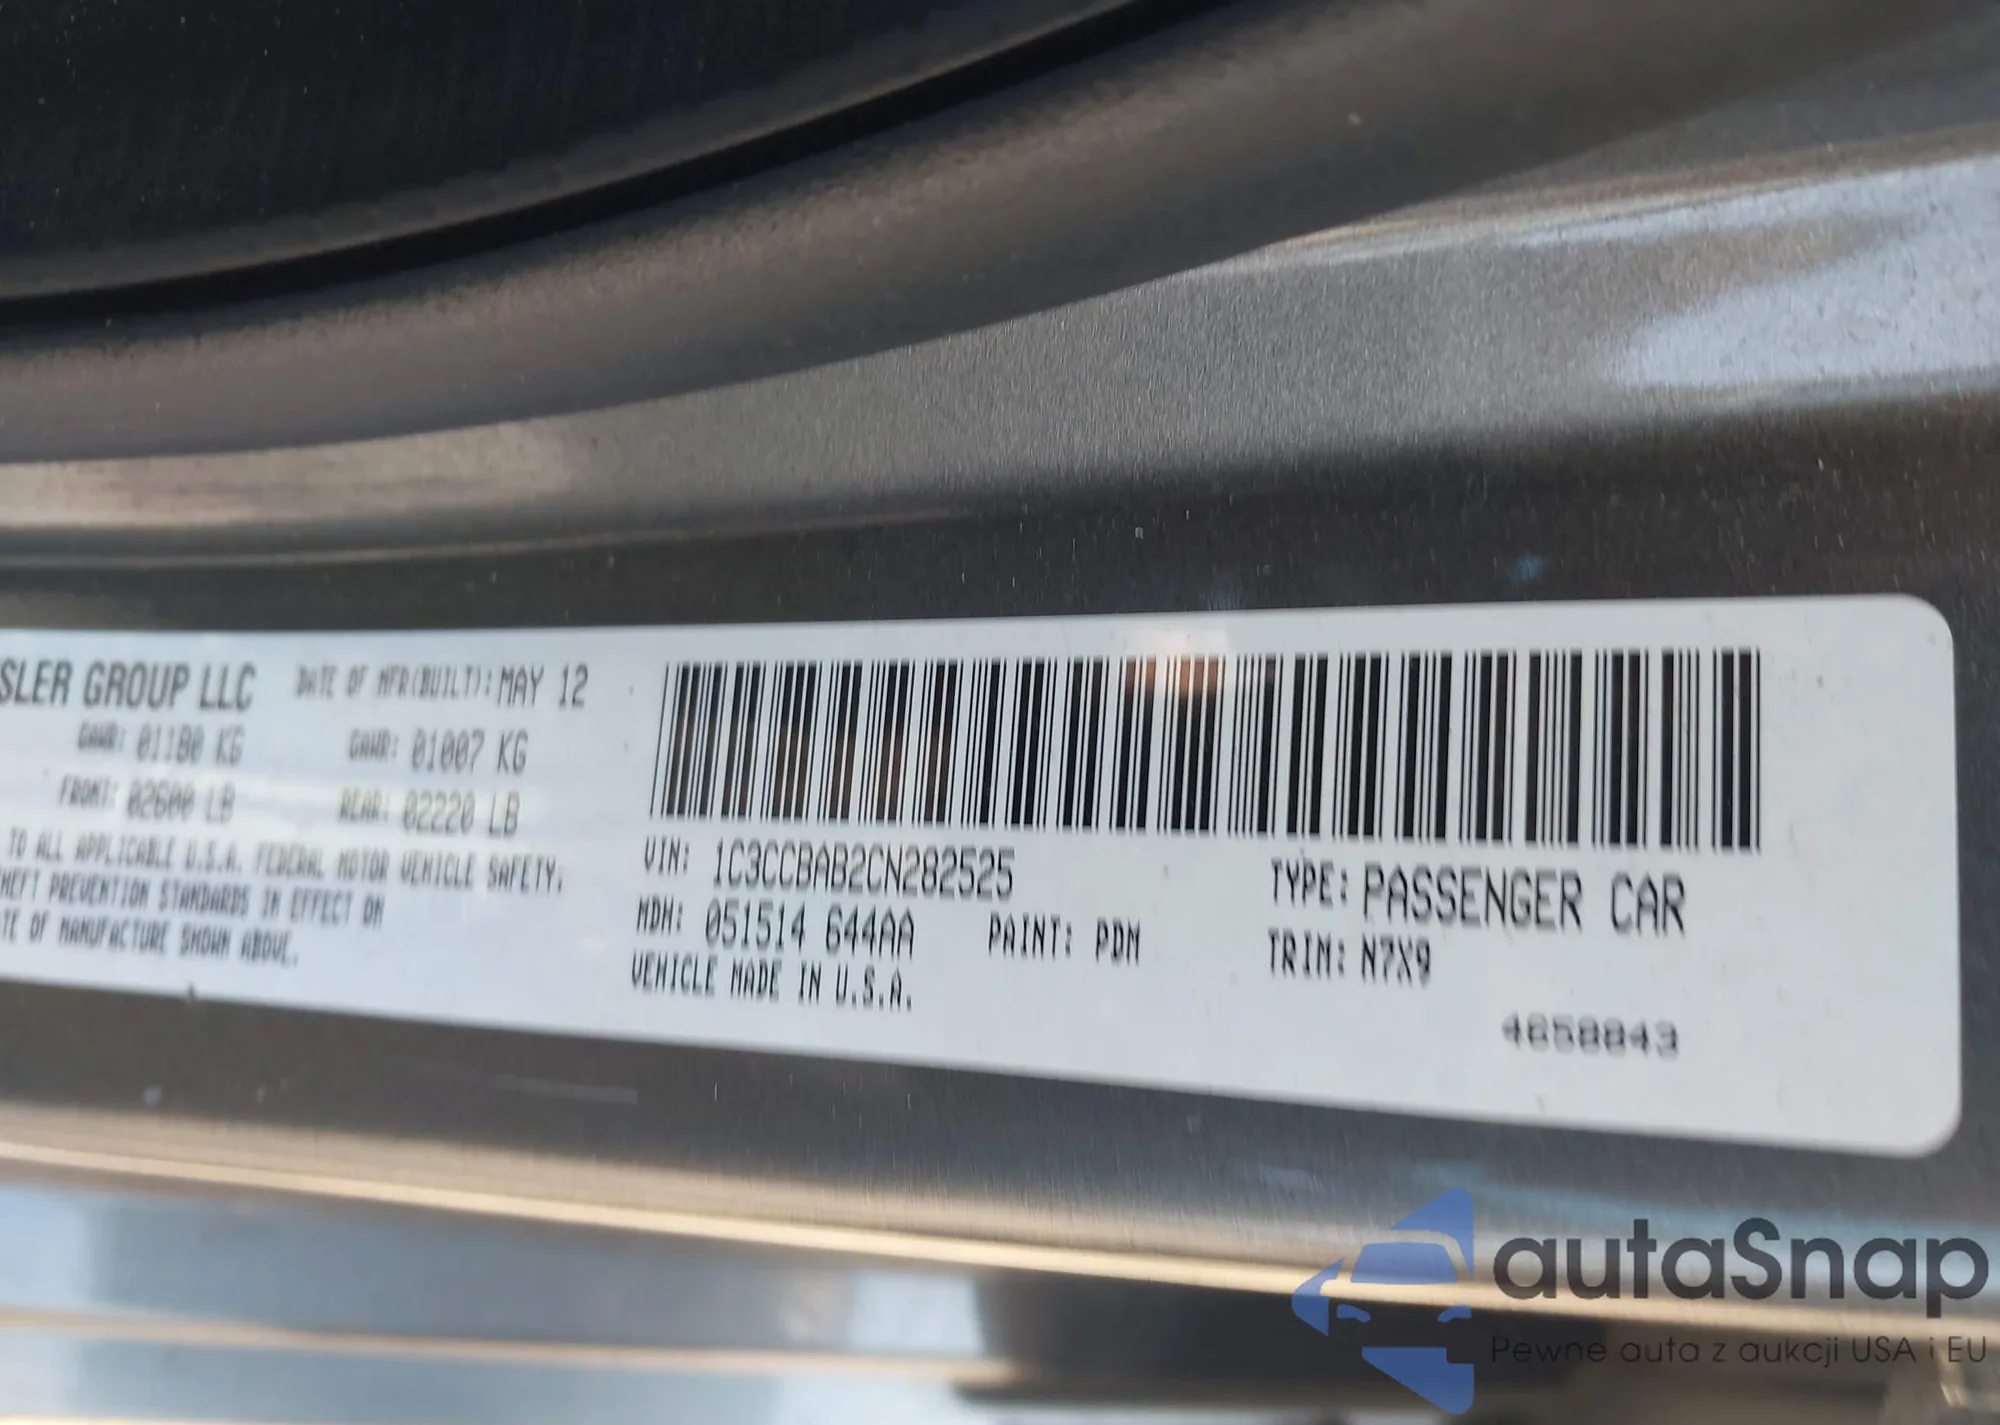 SLER GROUP LLC DATE OF MFR(BUILT): MAY 12
GAWR: 01180 KG GAWR: 01007 KG
FRONT: 02600 LB REAR: 02220 LB
TO ALL APPLICABLE U.S.A. FEDERAL MOTOR VEHICLE SAFETY,
HEFT PREVENTION STANDARDS IN EFFECT ON
TE OF MANUFACTURE SHOWN ABOVE.
VIN: 1C3CCBAB2CN282525 TYPE: PASSENGER CAR
MDH: 051514 644AA PAINT: PDM TRIM: N7X9
VEHICLE MADE IN U.S.A.
4658843
autaSnap
Pewne auta z aukcji USA i EU